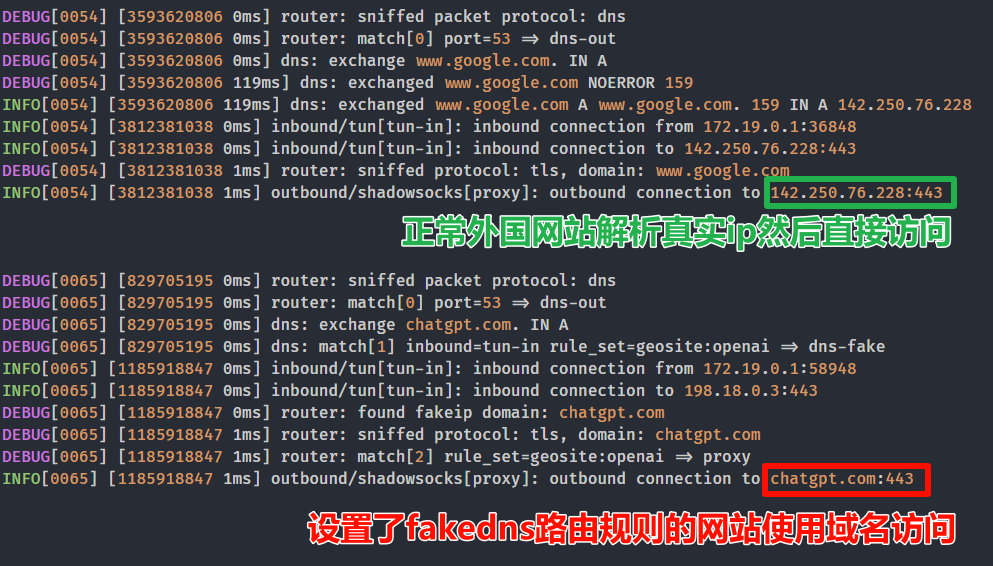 DEBUG[0054] [3593620806 0ms] router: sniffed packet protocol: dns
DEBUG[0054] [3593620806 0ms] router: match[0] port=53 => dns-out
DEBUG[0054] [3593620806 0ms] dns: exchange www.google.com. IN A
DEBUG[0054] [3593620806 119ms] dns: exchanged www.google.com NOERROR 159
INFO[0054] [3593620806 119ms] dns: exchanged www.google.com A www.google.com. 159 IN A 142.250.76.228
INFO[0054] [3812381038 0ms] inbound/tun[tun-in]: inbound connection from 172.19.0.1:36848
INFO[0054] [3812381038 0ms] inbound/tun[tun-in]: inbound connection to 142.250.76.228:443
DEBUG[0054] [3812381038 1ms] router: sniffed protocol: tls, domain: www.google.com
INFO[0054] [3812381038 1ms] outbound/shadowsocks[proxy]: outbound connection to 142.250.76.228:443
正常外国网站解析真实ip然后直接访问
DEBUG[0065] [829705195 0ms] router: sniffed packet protocol: dns
DEBUG[0065] [829705195 0ms] router: match[0] port=53 => dns-out
DEBUG[0065] [829705195 0ms] dns: exchange chatgpt.com. IN A
DEBUG[0065] [829705195 0ms] dns: match[1] inbound=tun-in rule_set=geosite:openai => dns-fake
INFO[0065] [1185918847 0ms] inbound/tun[tun-in]: inbound connection from 172.19.0.1:58948
INFO[0065] [1185918847 0ms] inbound/tun[tun-in]: inbound connection to 198.18.0.3:443
DEBUG[0065] [1185918847 0ms] router: found fakeip domain: chatgpt.com
DEBUG[0065] [1185918847 1ms] router: sniffed protocol: tls, domain: chatgpt.com
DEBUG[0065] [1185918847 1ms] router: match[2] rule_set=geosite:openai => proxy
INFO[0065] [1185918847 1ms] outbound/shadowsocks[proxy]: outbound connection to chatgpt.com:443
设置了fakedns路由规则的网站使用域名访问